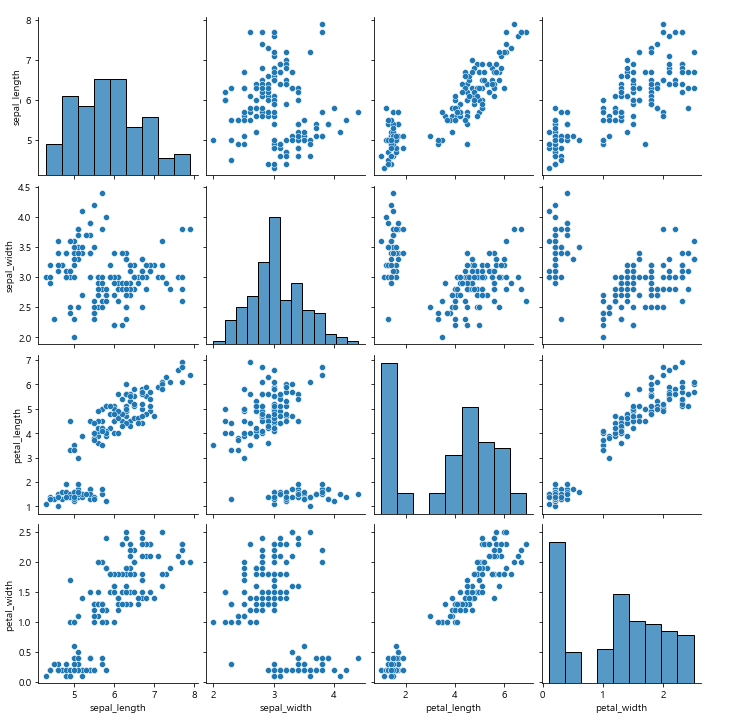 8
7
6
5
sepal_length
4.5
4.0
3.5
3.0
2.5
2.0
sepal_width
7
6
5
4
3
2
1
petal_length
2.5
2.0
1.5
1.0
0.5
0.0
petal_width
5 6 7 8
sepal_length
2 3 4
sepal_width
2 4 6
petal_length
0 1 2
petal_width